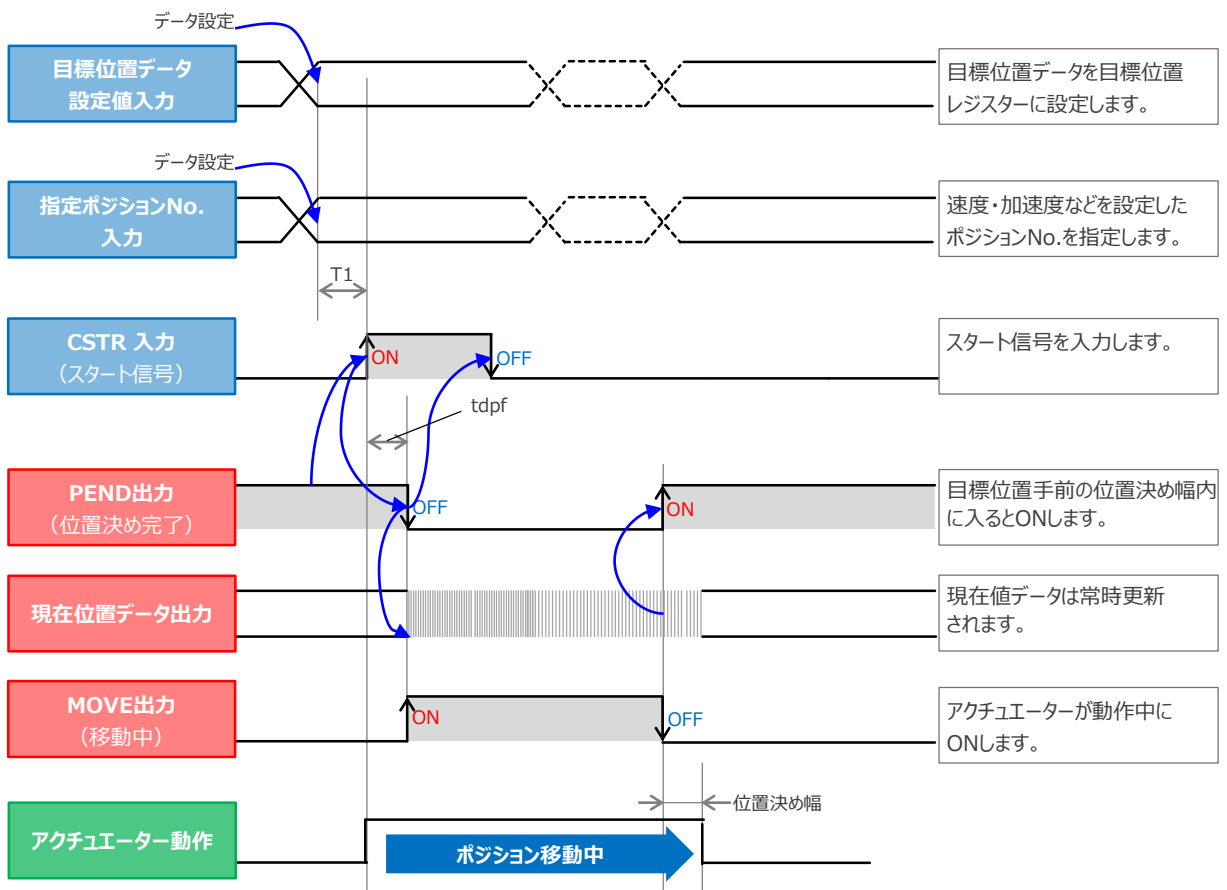 データ設定
目標位置データ
設定値入力
目標位置データを目標位置
レジスターに設定します。
データ設定
指定ポジションNo.
入力
速度・加速度などを設定した
ポジションNo.を指定します。
T1
CSTR 入力
（スタート信号）
ON
OFF
スタート信号を入力します。
tdpf
PEND出力
（位置決め完了）
OFF
ON
目標位置手前の位置決め幅内
に入るとONします。
現在位置データ出力
現在値データは常時更新
されます。
MOVE出力
（移動中）
ON
OFF
アクチュエーターが動作中に
ONします。
位置決め幅
アクチュエーター動作
ポジション移動中